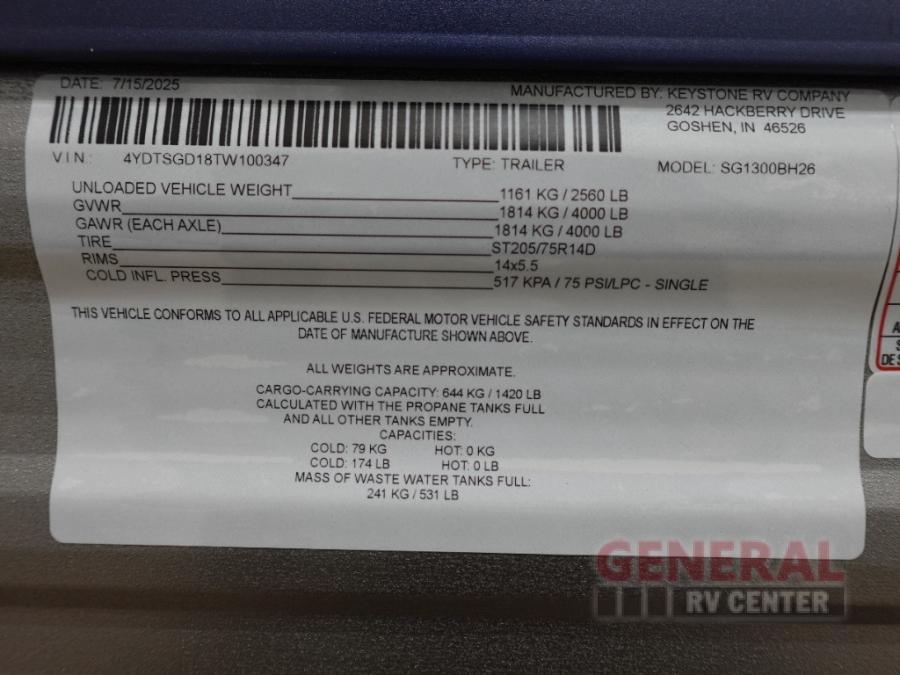 DATE: 7/15/2025
MANUFACTURED BY: KEYSTONE RV COMPANY
2642 HACKBERRY DRIVE
GOSHEN, IN 46526
VIN: 4YDTSGD18TW100347 TYPE: TRAILER MODEL: SG1300BH26
UNLOADED VEHICLE WEIGHT 1161 KG / 2560 LB
GVWR 1814 KG / 4000 LB
GAWR (EACH AXLE) 1814 KG / 4000 LB
TIRE ST205/75R14D
RIMS 14x5.5
COLD INFL. PRESS 517 KPA / 75 PSI/LPC - SINGLE
THIS VEHICLE CONFORMS TO ALL APPLICABLE U.S. FEDERAL MOTOR VEHICLE SAFETY STANDARDS IN EFFECT ON THE
DATE OF MANUFACTURE SHOWN ABOVE.
ALL WEIGHTS ARE APPROXIMATE.
CARGO-CARRYING CAPACITY: 644 KG / 1420 LB
CALCULATED WITH THE PROPANE TANKS FULL
AND ALL OTHER TANKS EMPTY.
CAPACITIES:
COLD: 79 KG HOT: 0 KG
COLD: 174 LB HOT: 0 LB
MASS OF WASTE WATER TANKS FULL:
241 KG / 531 LB
GENERAL
RV CENTER